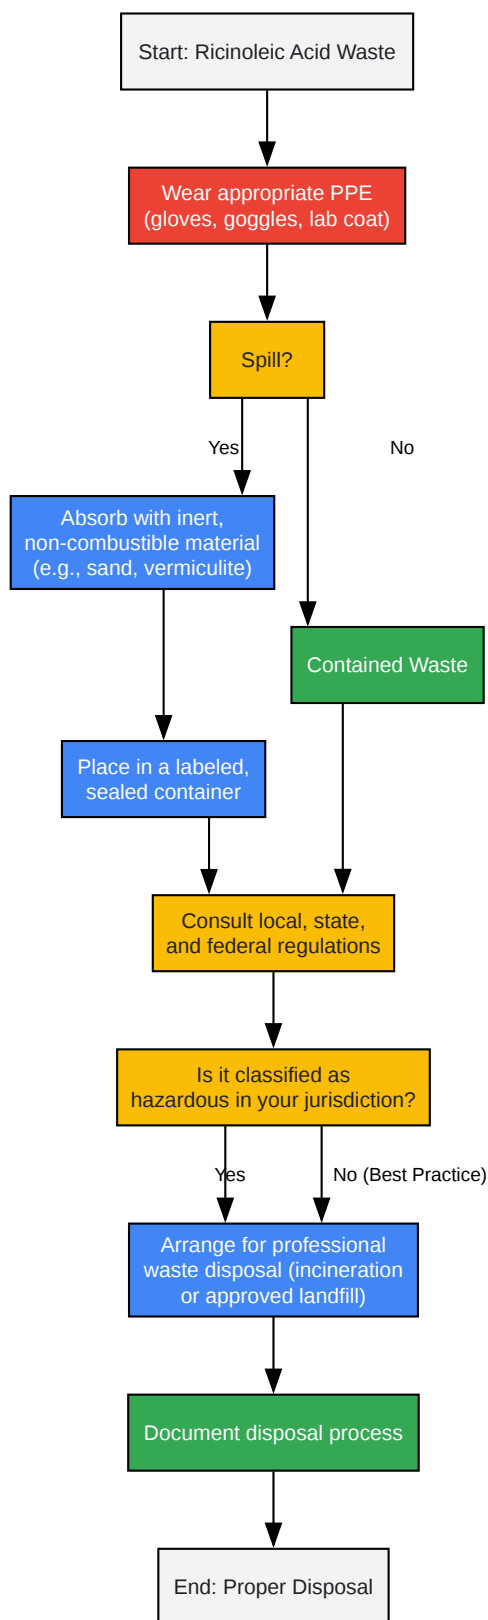 Start: Ricinoleic Acid Waste
Wear appropriate PPE
(gloves, goggles, lab coat)
Spill?
Yes
No
Absorb with inert,
non-combustible material
(e.g., sand, vermiculite)
Contained Waste
Place in a labeled,
sealed container
Consult local, state,
and federal regulations
Is it classified as
hazardous in your jurisdiction?
Yes
No (Best Practice)
Arrange for professional
waste disposal (incineration
or approved landfill)
Document disposal process
End: Proper Disposal